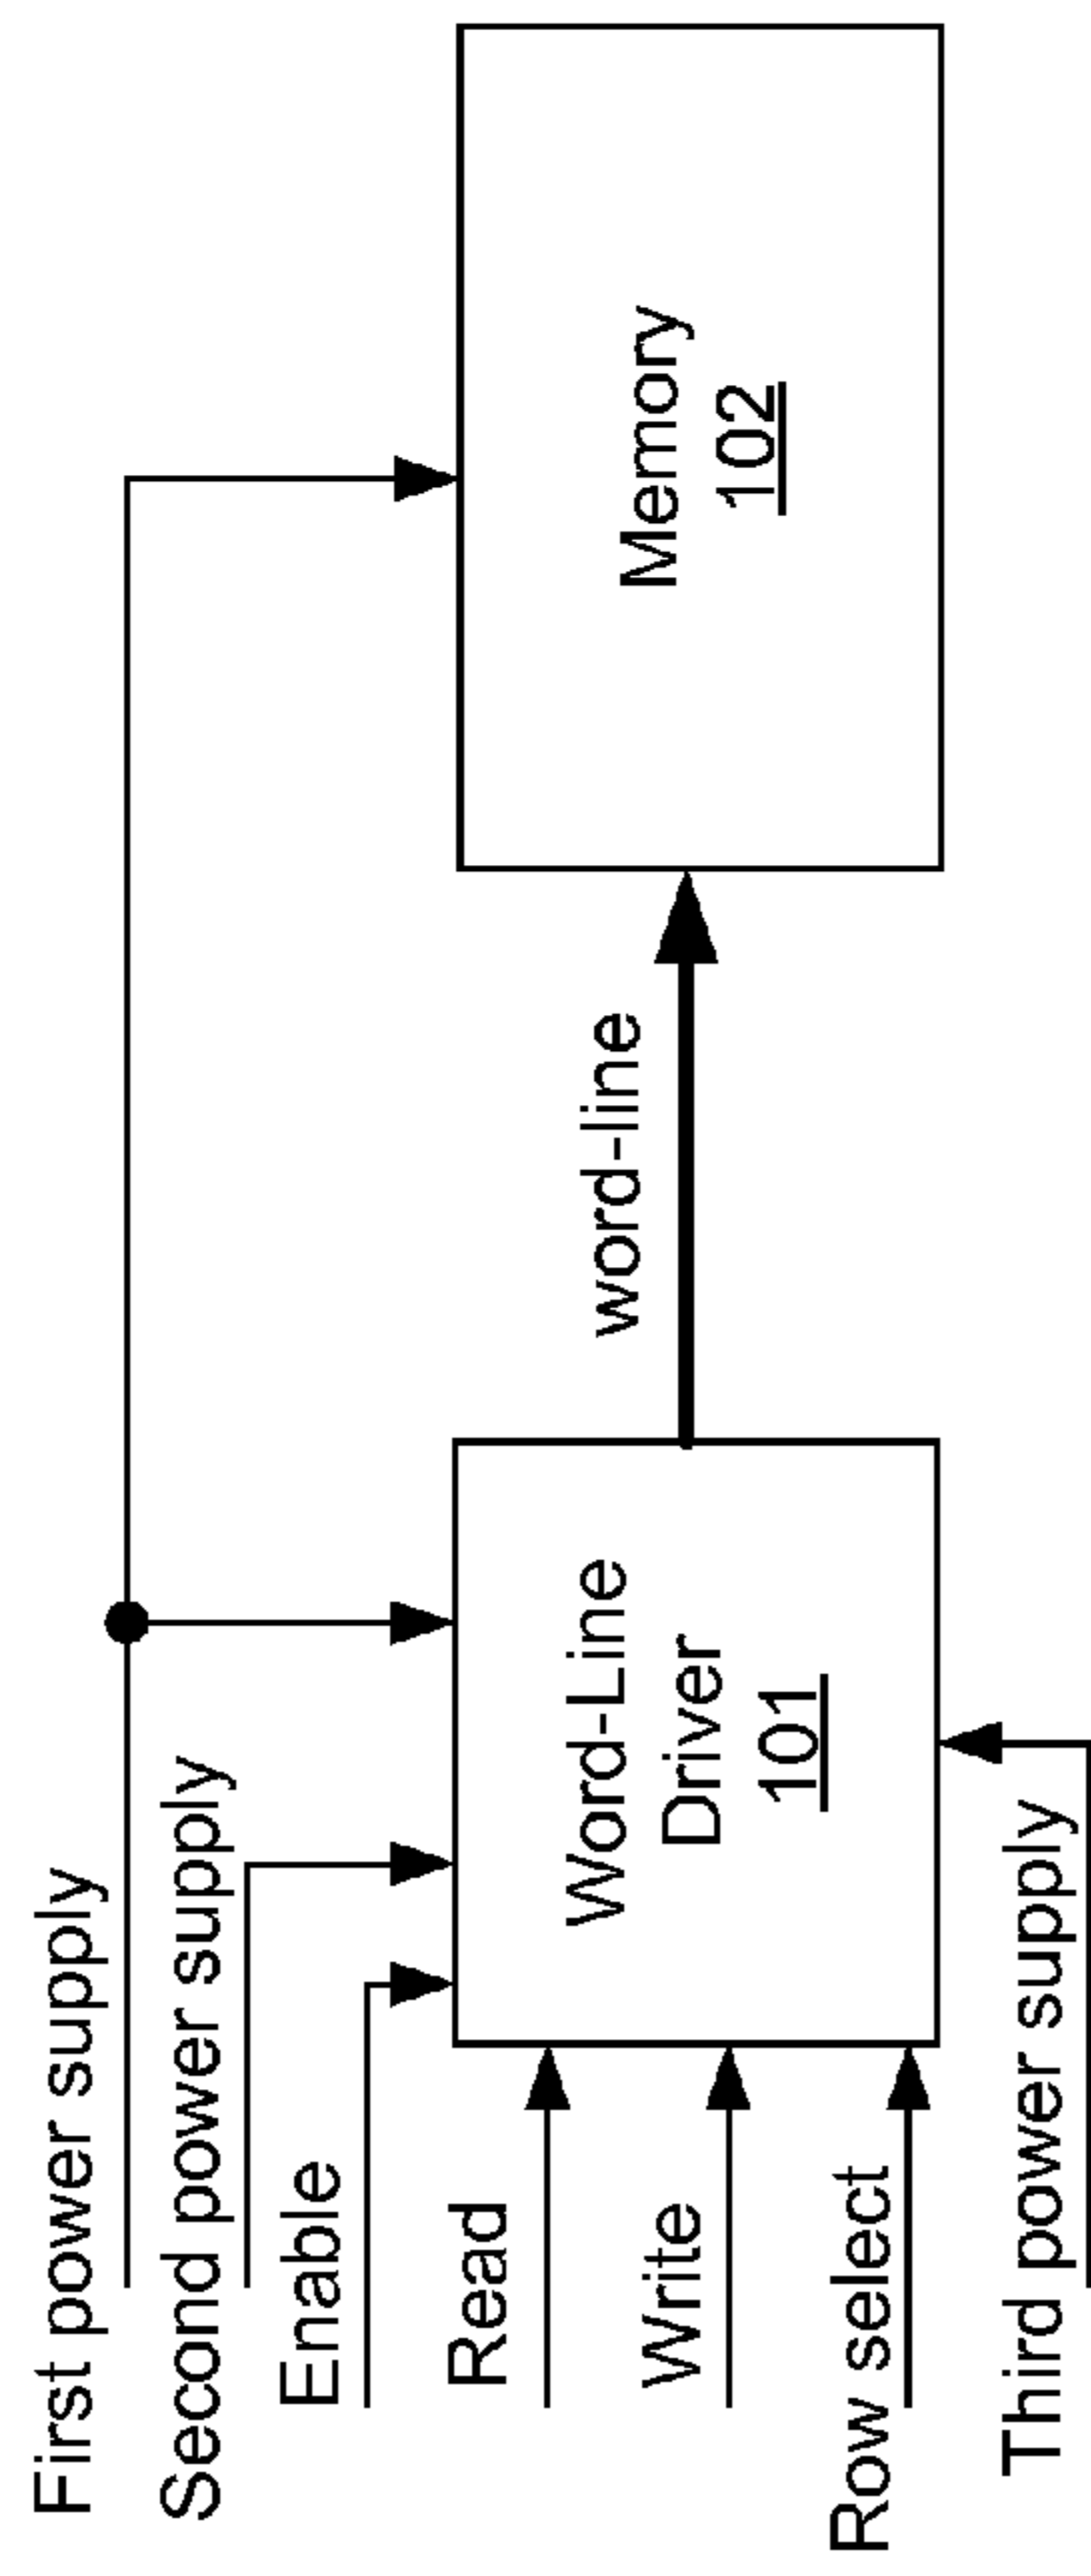 First power supply
Second power supply
Enable
Read
Write
Row select
Third power supply
Word-Line
Driver
101
word-line
Memory
102